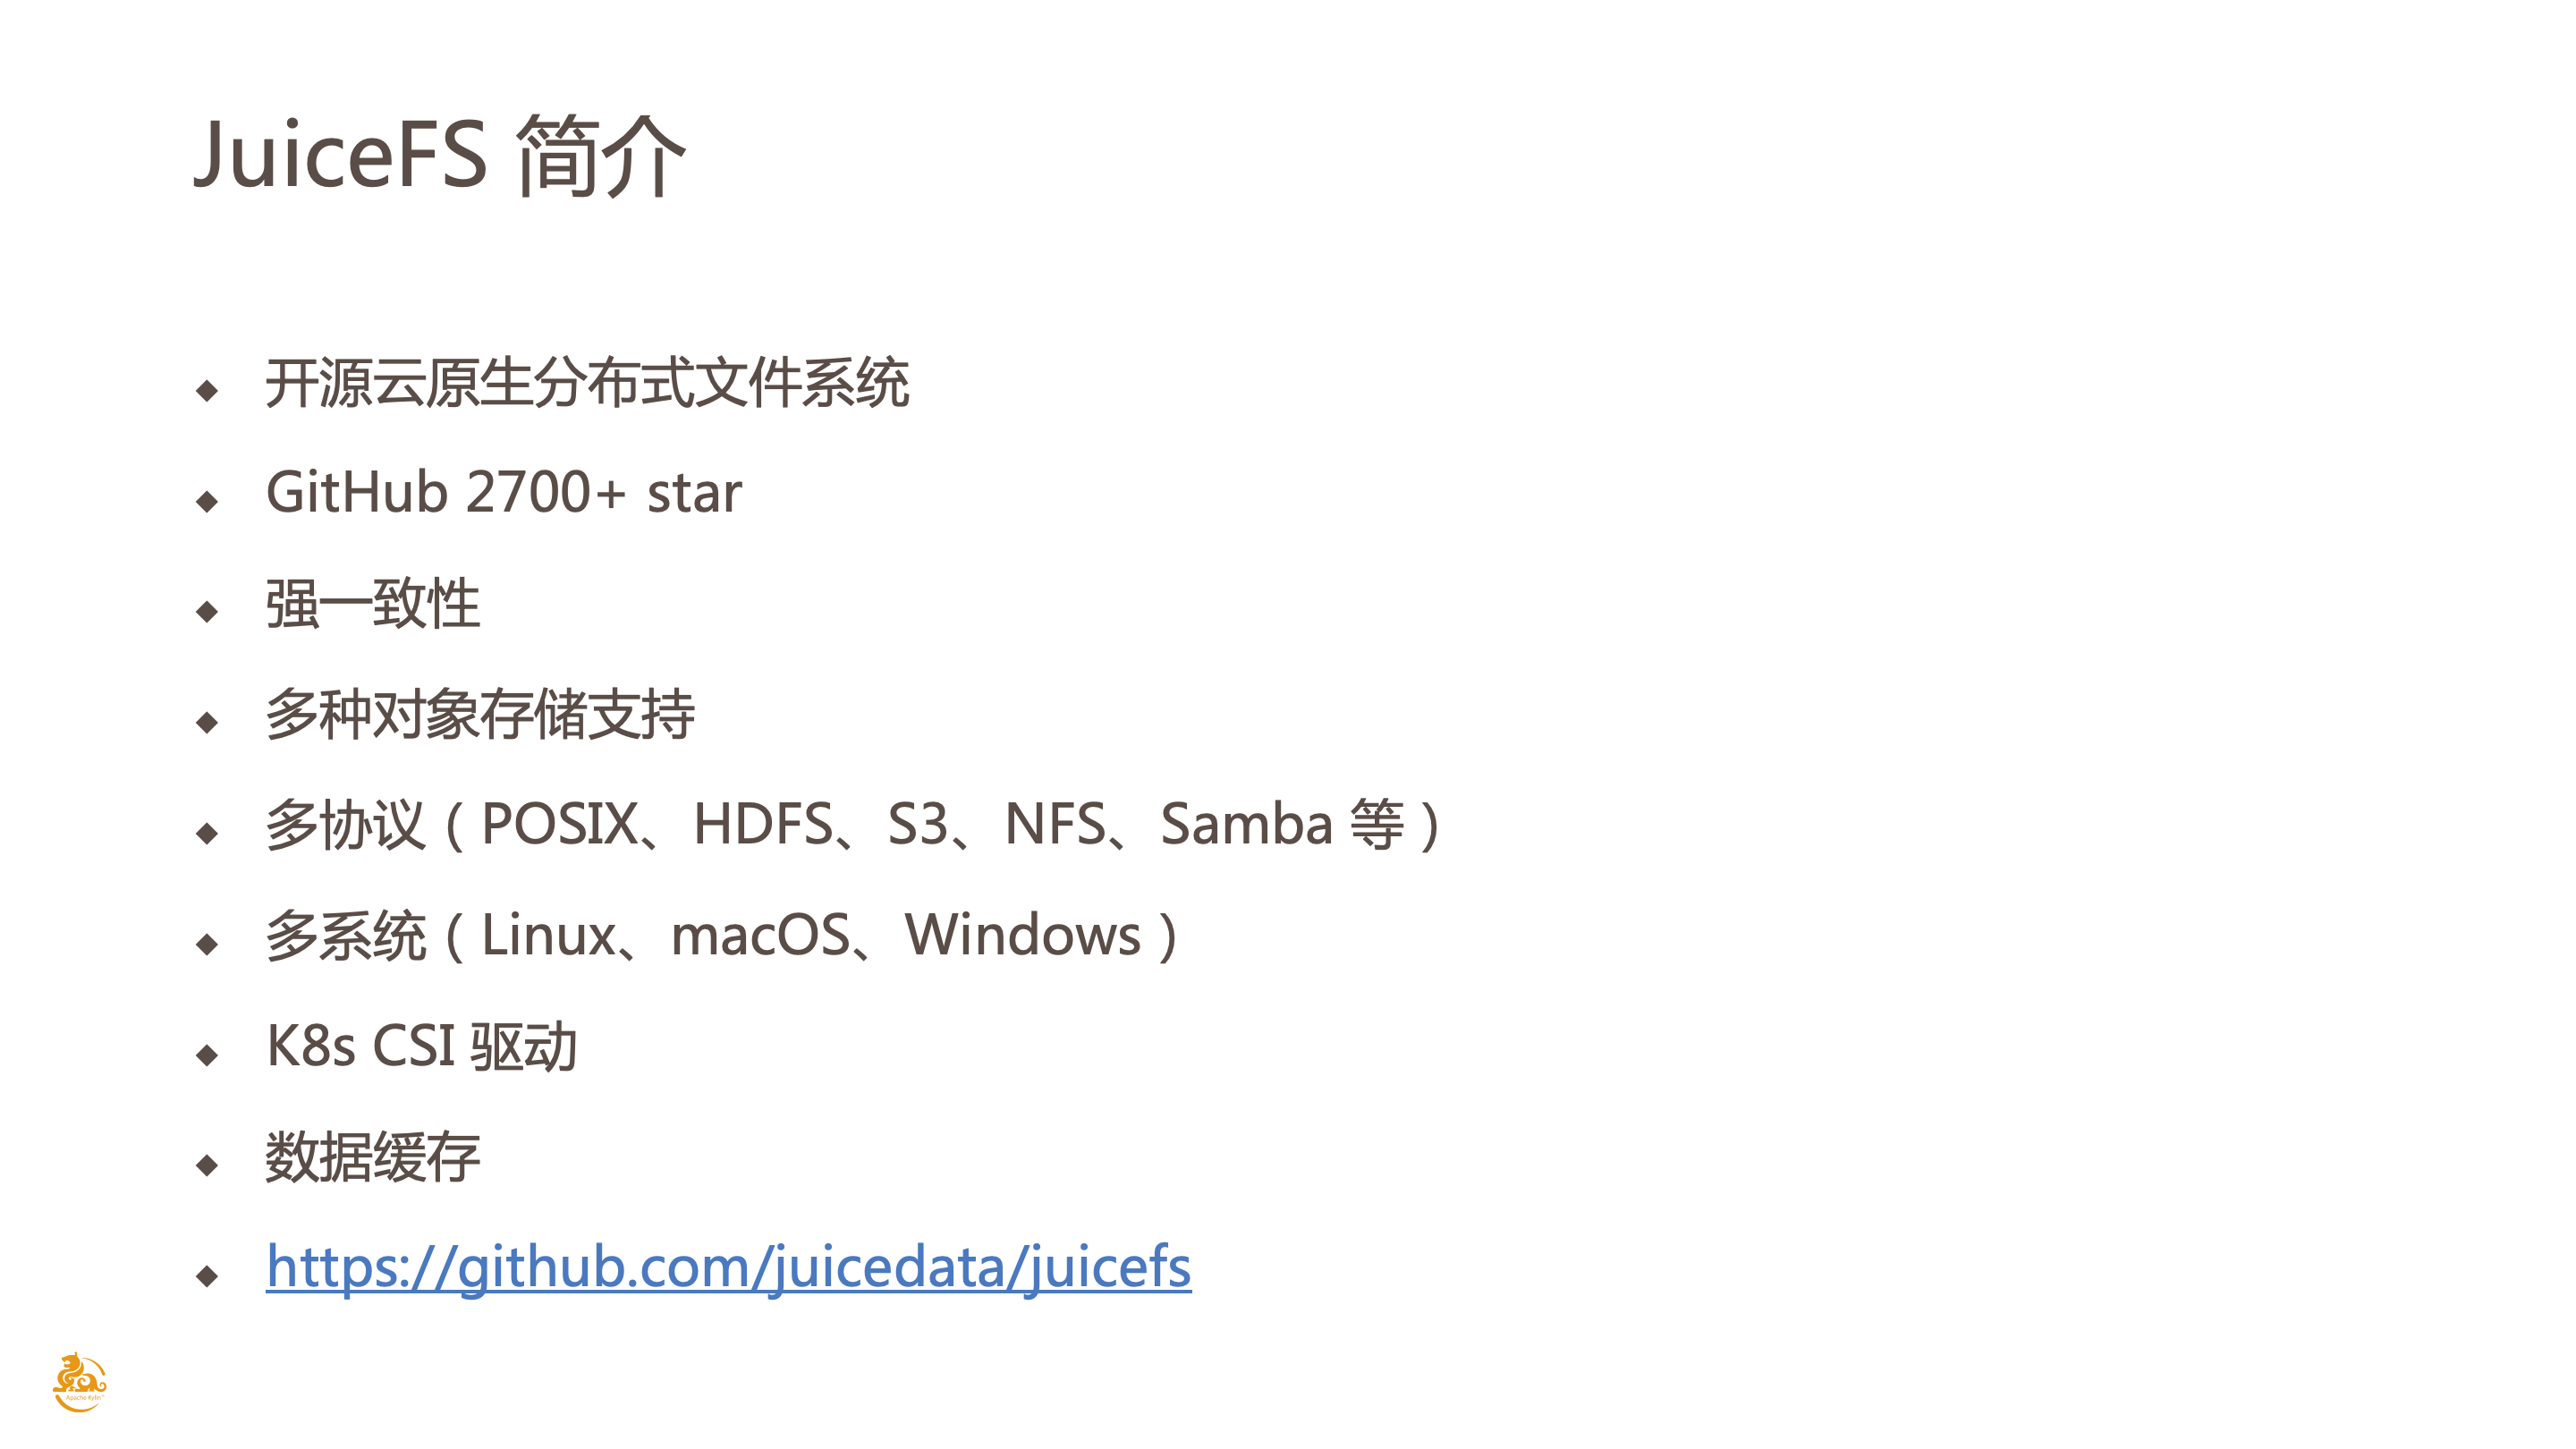 JuiceFS 简介
开源云原生分布式文件系统
GitHub 2700+ star
强一致性
多种对象存储支持
多协议（POSIX、HDFS、S3、NFS、Samba 等）
多系统（Linux、macOS、Windows）
K8s CSI 驱动
数据缓存
https://github.com/juicedata/juicefs
Apache Kylin™